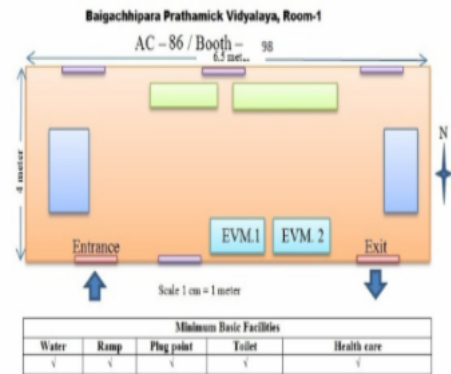 Baigachhipara Prathamick Vidyalaya, Room-1
AC – 86 / Booth – 98
6.5 met...
4 meter
N
EVM.1 EVM. 2
Entrance Exit
Scale 1 cm = 1 meter
Minimum Basic Facilities
Water Ramp Plug point Toilet Health care
√ √ √ √ √